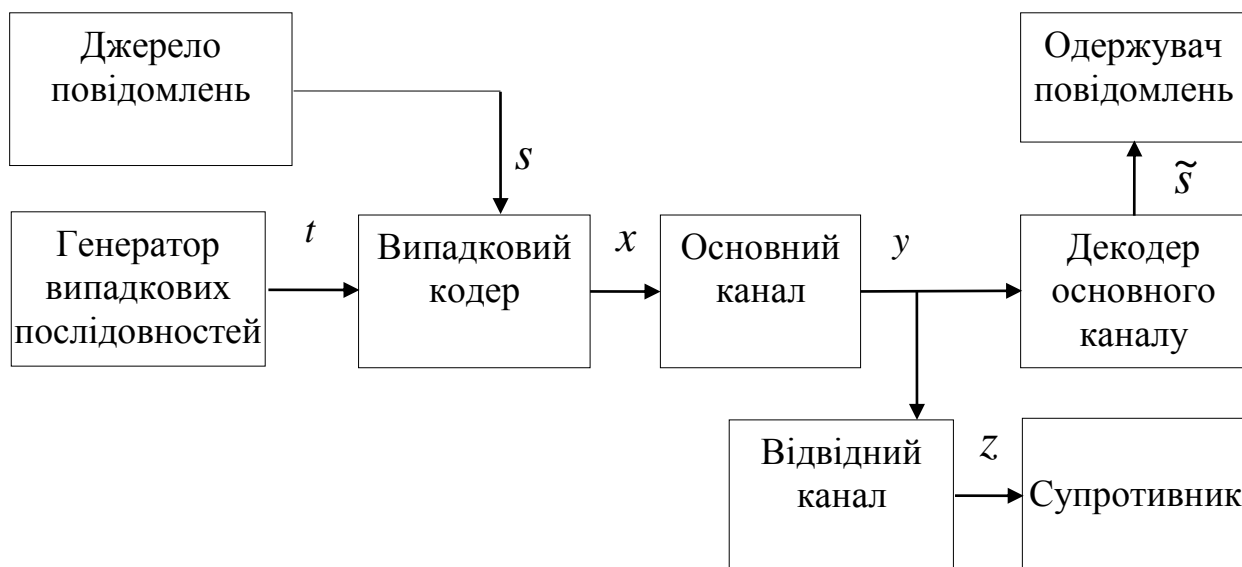 Джерело
повідомлень
Одержувач
повідомлень
s
s̃
Генератор
випадкових
послідовностей
t
Випадковий
кодер
x
Основний
канал
y
Декодер
основного
каналу
Відвідний
канал
z
Супротивник